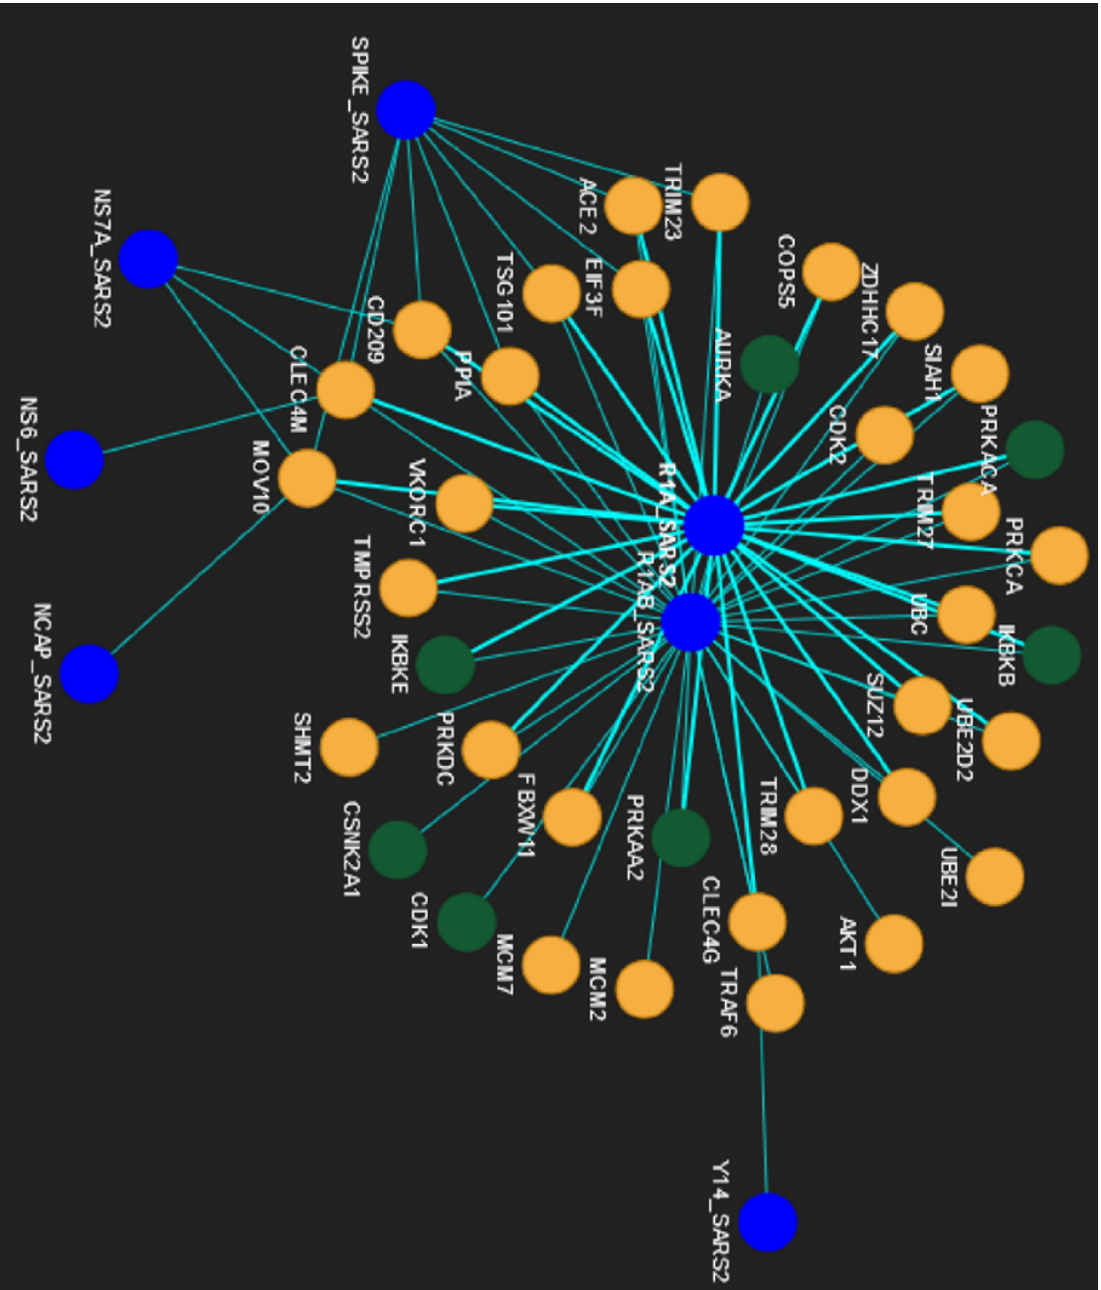 SPIKE_SARS2
NS7A_SARS2
NS6_SARS2
NCAP_SARS2
ACE2
TRIM23
COPS5
ZDHHC17
TSG101
EIF3F
AURKA
SIAH1
CD209
PPIA
CDK2
PRKACA
CLEC4M
MOV10
VKORC1
R1A_SARS2
TRIM27
PRKCA
TMPRSS2
R1AB_SARS2
UBC
IKBKB
IKBKE
SUZ12
UBE2D2
SHMT2
PRKDC
FBXW11
PRKAA2
TRIM28
DDX1
UBE2I
CSNK2A1
CDK1
MCM7
MCM2
CLEC4G
TRAF6
AKT1
Y14_SARS2